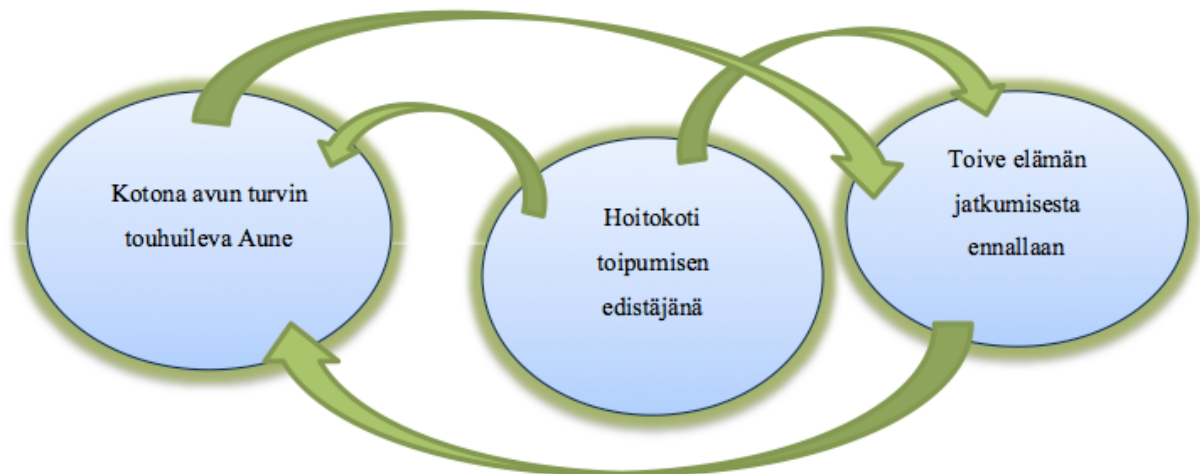 Kotona avun turvin
touhuileva Aune
Hoitokoti
toipumisen
edistäjänä
Toive elämän
jatkumisesta
ennallaan